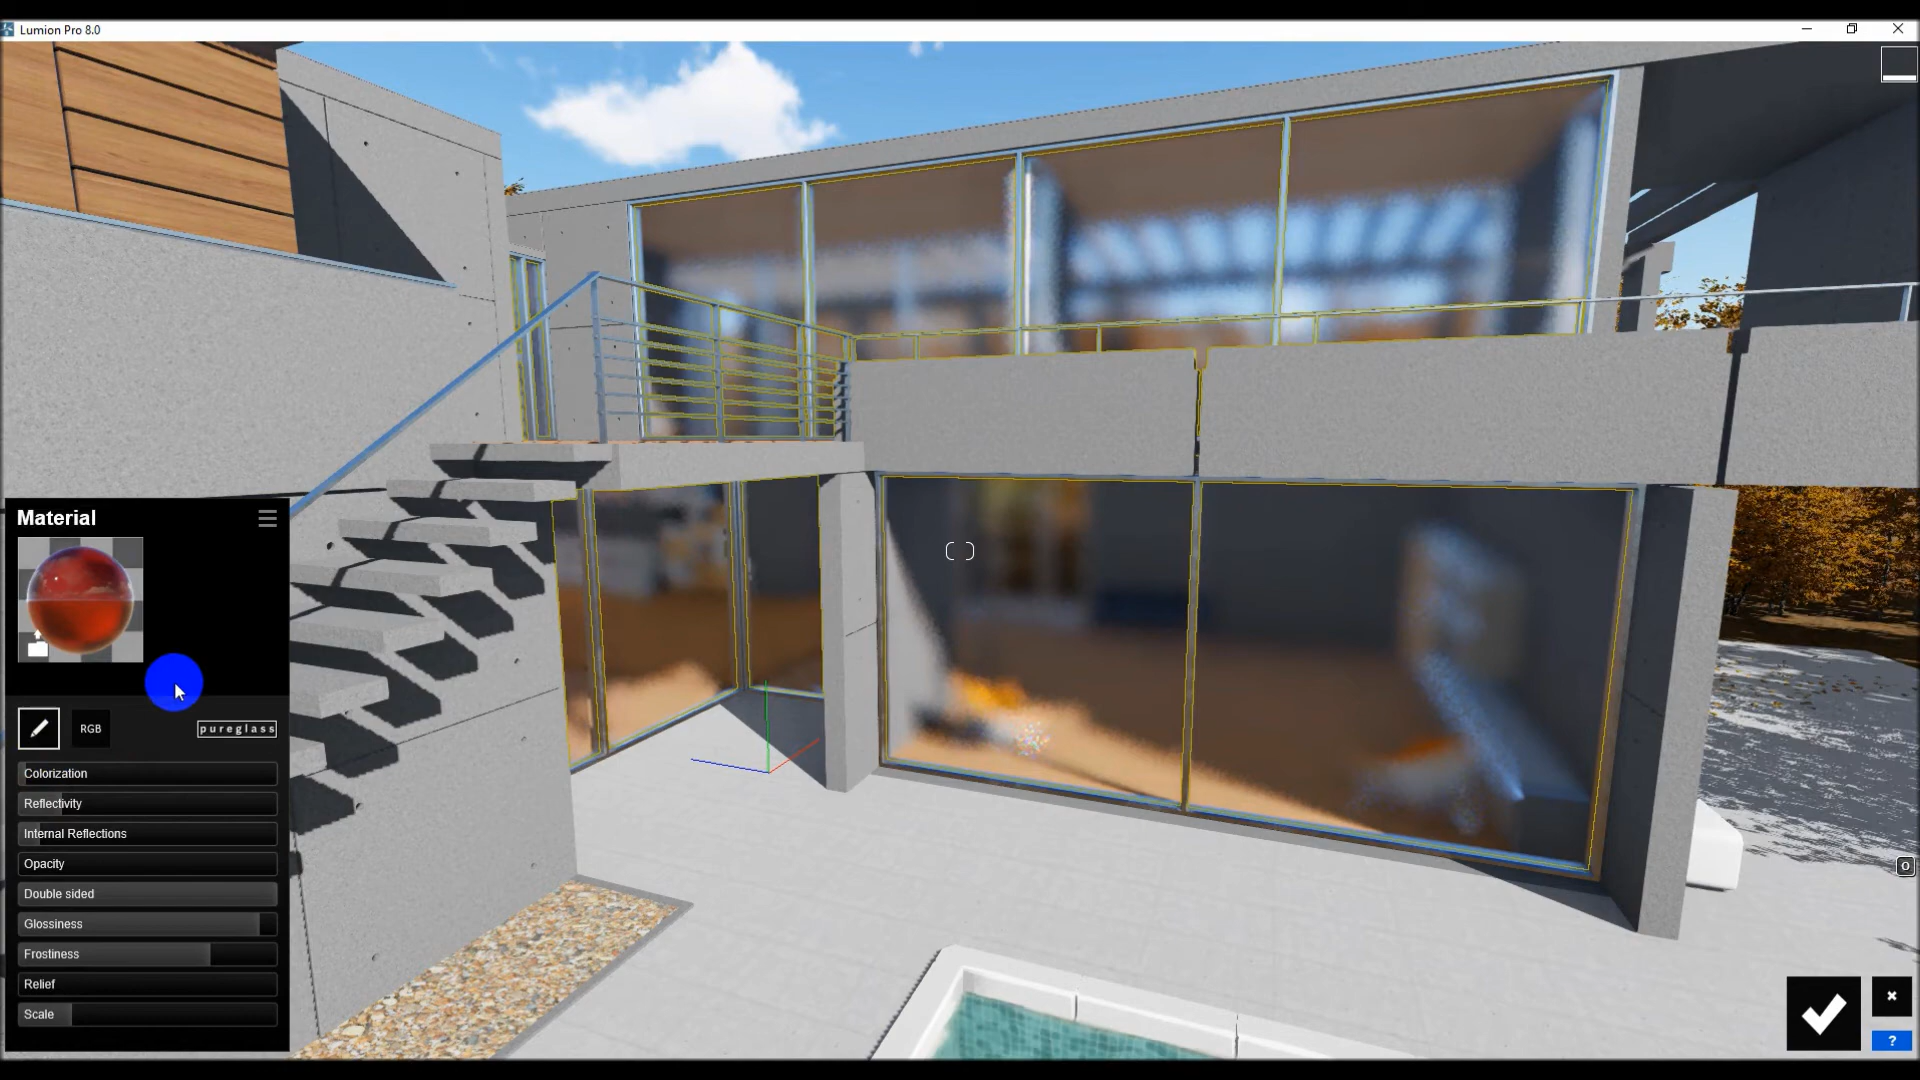 Lumion Pro 8.0
Material
RGB
pureglass
Colorization
Reflectivity
Internal Reflections
Opacity
Double sided
Glossiness
Frostiness
Relief
Scale
O
?